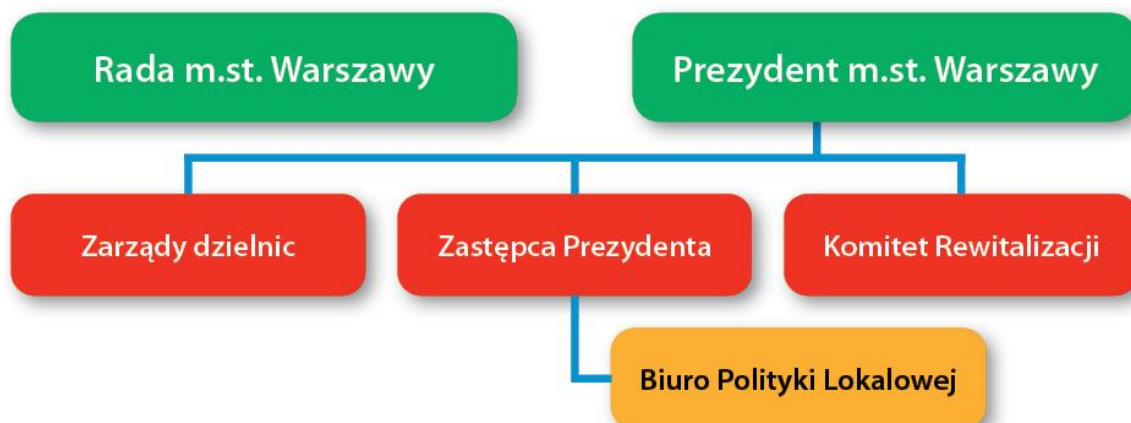 Rada m.st. Warszawy
Prezydent m.st. Warszawy
Zarządy dzielnic
Zastępca Prezydenta
Komitet Rewitalizacji
Biuro Polityki Lokalowej